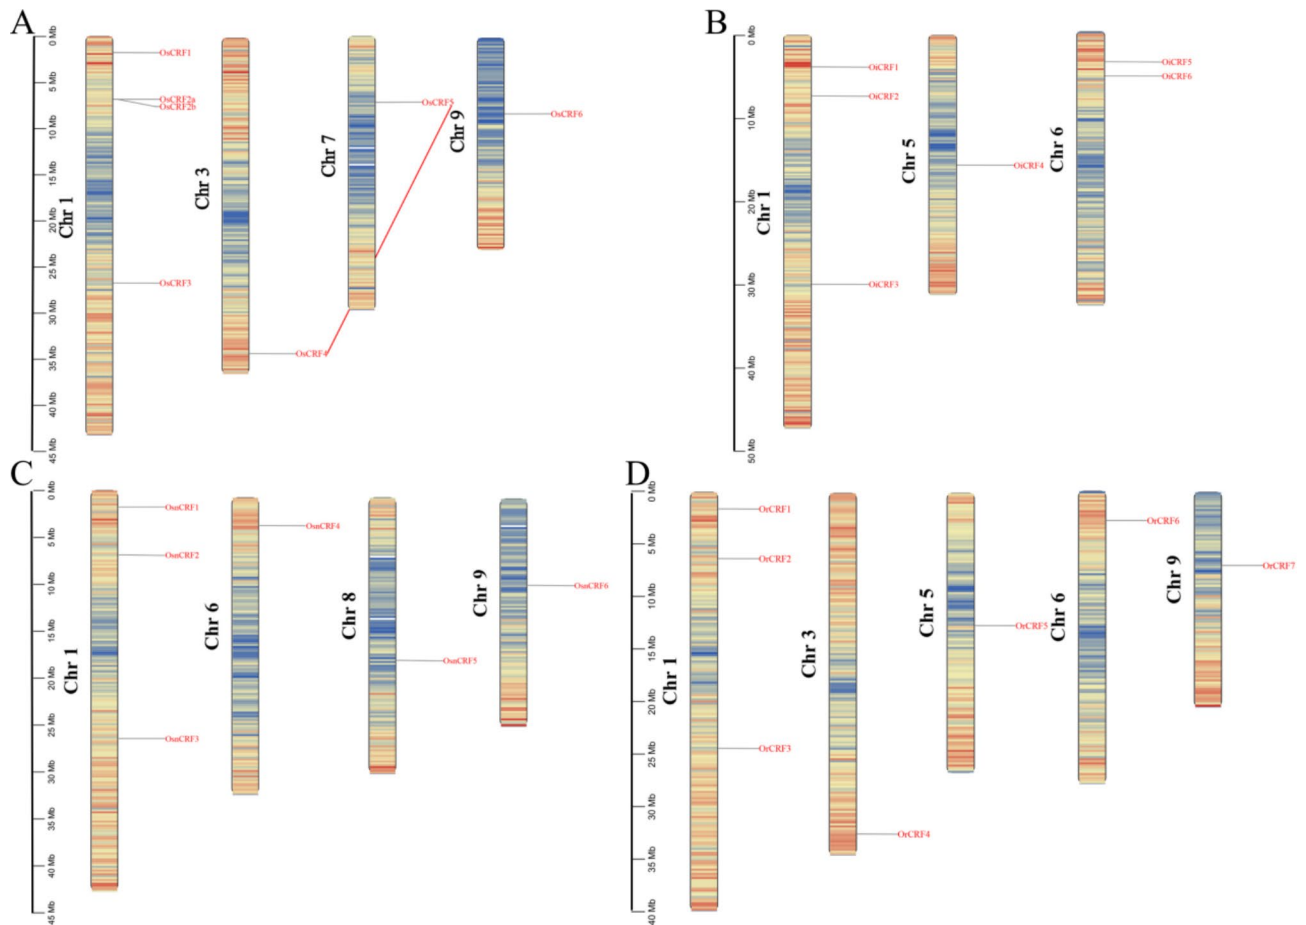 A
0 Mb
5 Mb
10 Mb
15 Mb
20 Mb
25 Mb
30 Mb
35 Mb
40 Mb
45 Mb
Chr 1
OsCRF1
OsCRF2a
OsCRF2b
OsCRF3
Chr 3
OsCRF4
Chr 7
OsCRF5
Chr 9
OsCRF6
B
0 Mb
10 Mb
20 Mb
30 Mb
40 Mb
50 Mb
Chr 1
OiCRF1
OiCRF2
OiCRF3
Chr 5
OiCRF4
Chr 6
OiCRF5
OiCRF6
C
0 Mb
5 Mb
10 Mb
15 Mb
20 Mb
25 Mb
30 Mb
35 Mb
40 Mb
45 Mb
Chr 1
OsnCRF1
OsnCRF2
OsnCRF3
Chr 6
OsnCRF4
Chr 8
OsnCRF5
Chr 9
OsnCRF6
D
0 Mb
5 Mb
10 Mb
15 Mb
20 Mb
25 Mb
30 Mb
35 Mb
40 Mb
Chr 1
OrCRF1
OrCRF2
OrCRF3
Chr 3
OrCRF4
Chr 5
OrCRF5
Chr 6
OrCRF6
Chr 9
OrCRF7